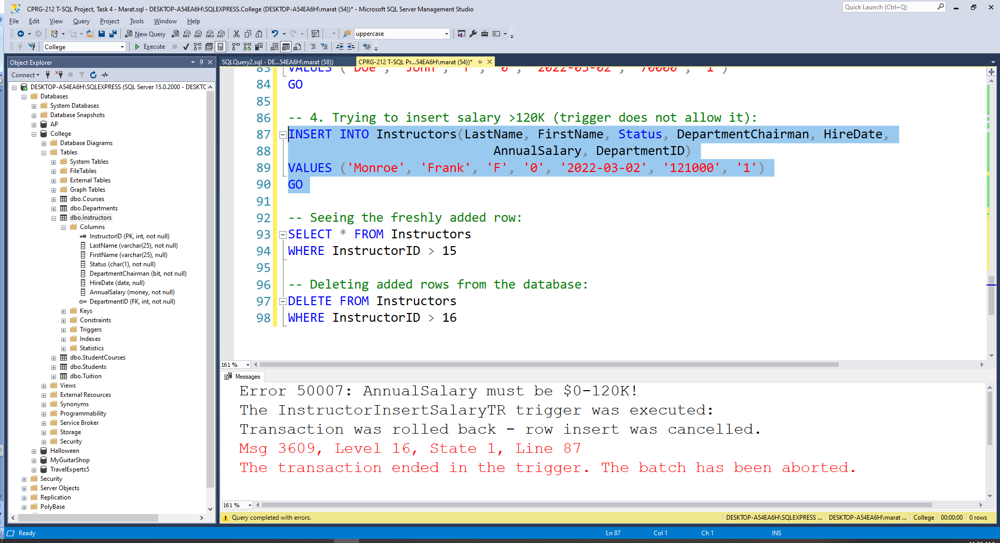 CPRG-212 T-SQL Project, Task 4 - Marat.sql - DESKTOP-A54EA6H\SQLEXPRESS.College (DESKTOP-A54EA6H\marat (54))* - Microsoft SQL Server Management Studio
Quick Launch (Ctrl+Q)
File Edit View Query Project Tools Window Help
New Query MDX DMX XMLA DAX uppercase
College Execute
Object Explorer
Connect
DESKTOP-A54EA6H\SQLEXPRESS (SQL Server 15.0.2000 - DESKTC
Databases
System Databases
Database Snapshots
AP
College
Database Diagrams
Tables
System Tables
FileTables
External Tables
Graph Tables
dbo.Courses
dbo.Departments
dbo.Instructors
Columns
InstructorID (PK, int, not null)
LastName (varchar(25), not null)
FirstName (varchar(25), null)
Status (char(1), not null)
DepartmentChairman (bit, not null)
HireDate (date, null)
AnnualSalary (money, not null)
DepartmentID (FK, int, not null)
Keys
Constraints
Triggers
Indexes
Statistics
dbo.StudentCourses
dbo.Students
dbo.Tuition
Views
External Resources
Synonyms
Programmability
Service Broker
Storage
Security
Halloween
MyGuitarShop
TravelExperts5
Security
Server Objects
Replication
PolyBase
SQLQuery2.sql - DE...54EA6H\marat (58))
CPRG-212 T-SQL Pr...54EA6H\marat (54))*
83 VALUES ('Doe', 'John', 'F', '0', '2022-03-02', '70000', '1')
84 GO
85
86 -- 4. Trying to insert salary >120K (trigger does not allow it):
87 INSERT INTO Instructors(LastName, FirstName, Status, DepartmentChairman, HireDate,
88 AnnualSalary, DepartmentID)
89 VALUES ('Monroe', 'Frank', 'F', '0', '2022-03-02', '121000', '1')
90 GO
91
92 -- Seeing the freshly added row:
93 SELECT * FROM Instructors
94 WHERE InstructorID > 15
95
96 -- Deleting added rows from the database:
97 DELETE FROM Instructors
98 WHERE InstructorID > 16
161 %
Messages
Error 50007: AnnualSalary must be $0-120K!
The InstructorInsertSalaryTR trigger was executed:
Transaction was rolled back - row insert was cancelled.
Msg 3609, Level 16, State 1, Line 87
The transaction ended in the trigger. The batch has been aborted.
161 %
Query completed with errors.
DESKTOP-A54EA6H\SQLEXPRESS ... DESKTOP-A54EA6H\marat ... College 00:00:00 0 rows
Ready Ln 87 Col 1 Ch 1 INS